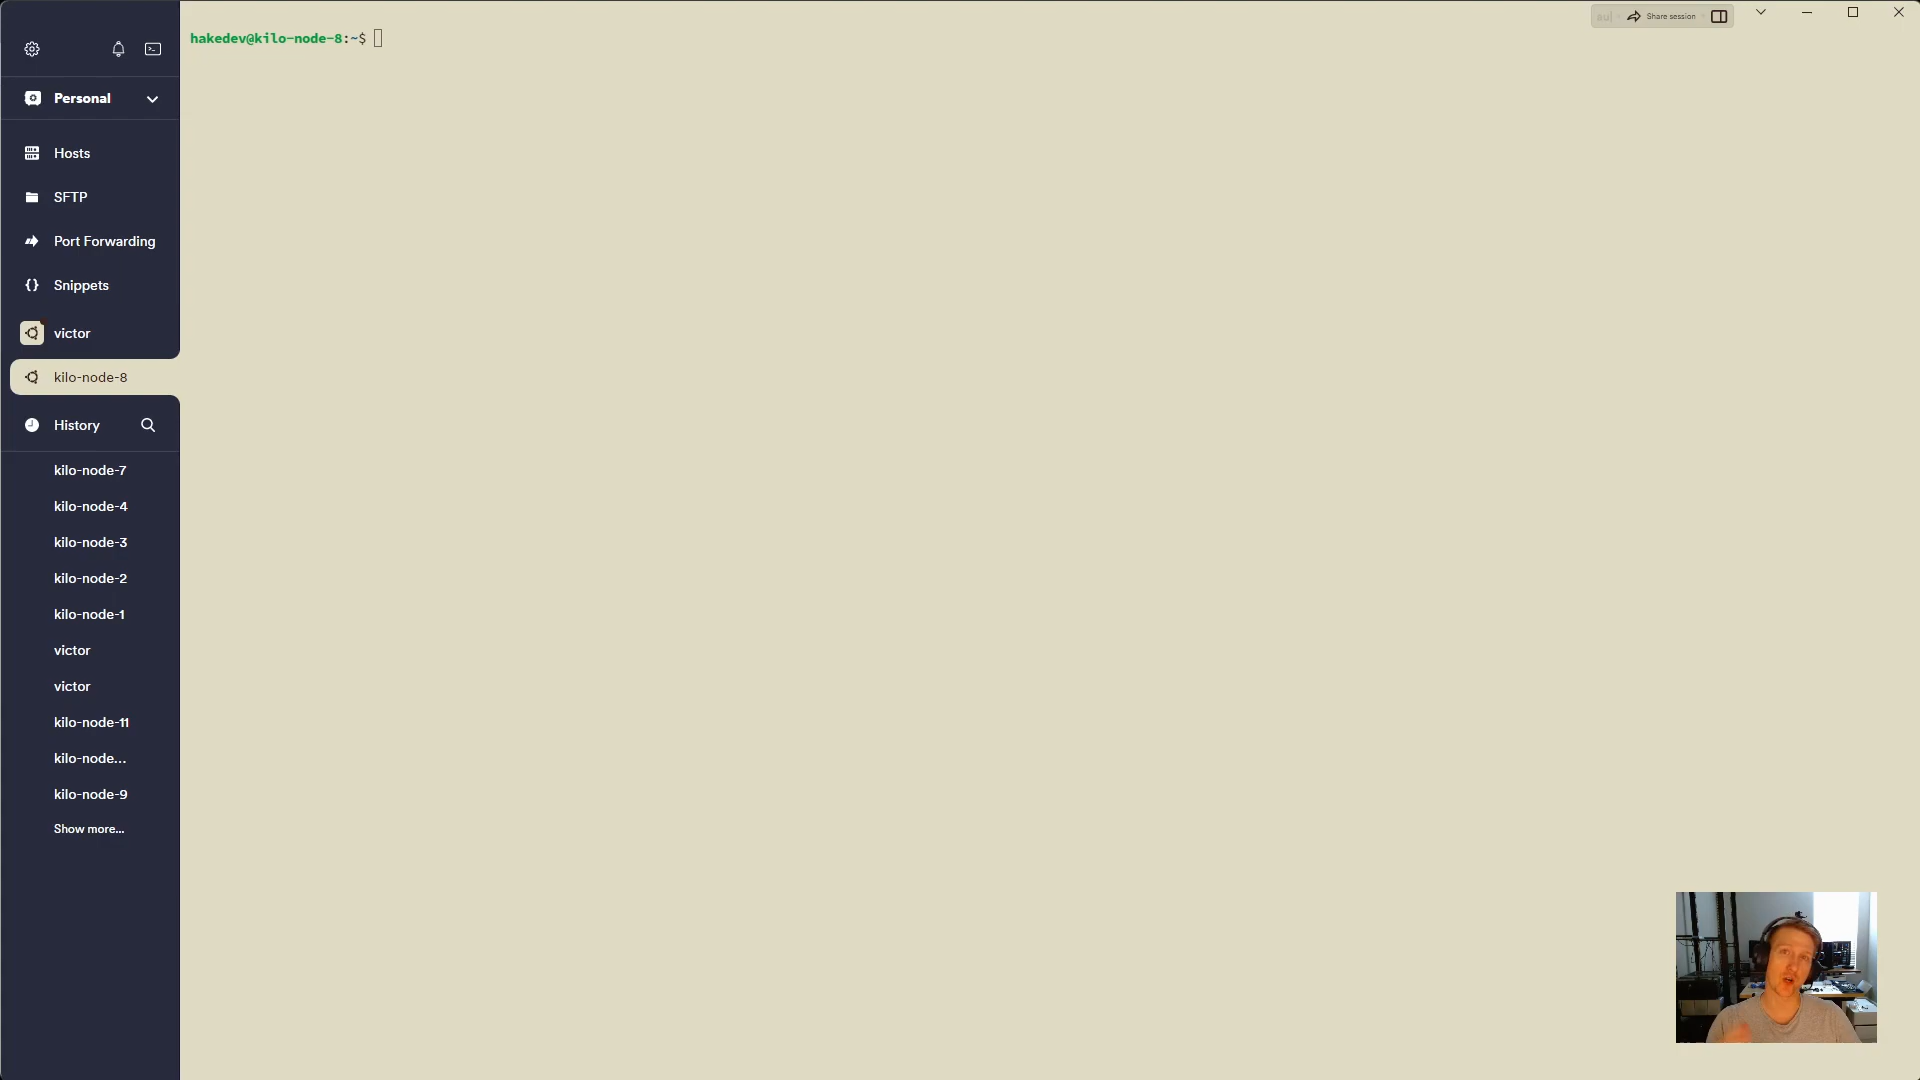 Share session
hakedev@kilo-node-8:~$
Personal
Hosts
SFTP
Port Forwarding
Snippets
victor
kilo-node-8
History
kilo-node-7
kilo-node-4
kilo-node-3
kilo-node-2
kilo-node-1
victor
victor
kilo-node-11
kilo-node...
kilo-node-9
Show more...